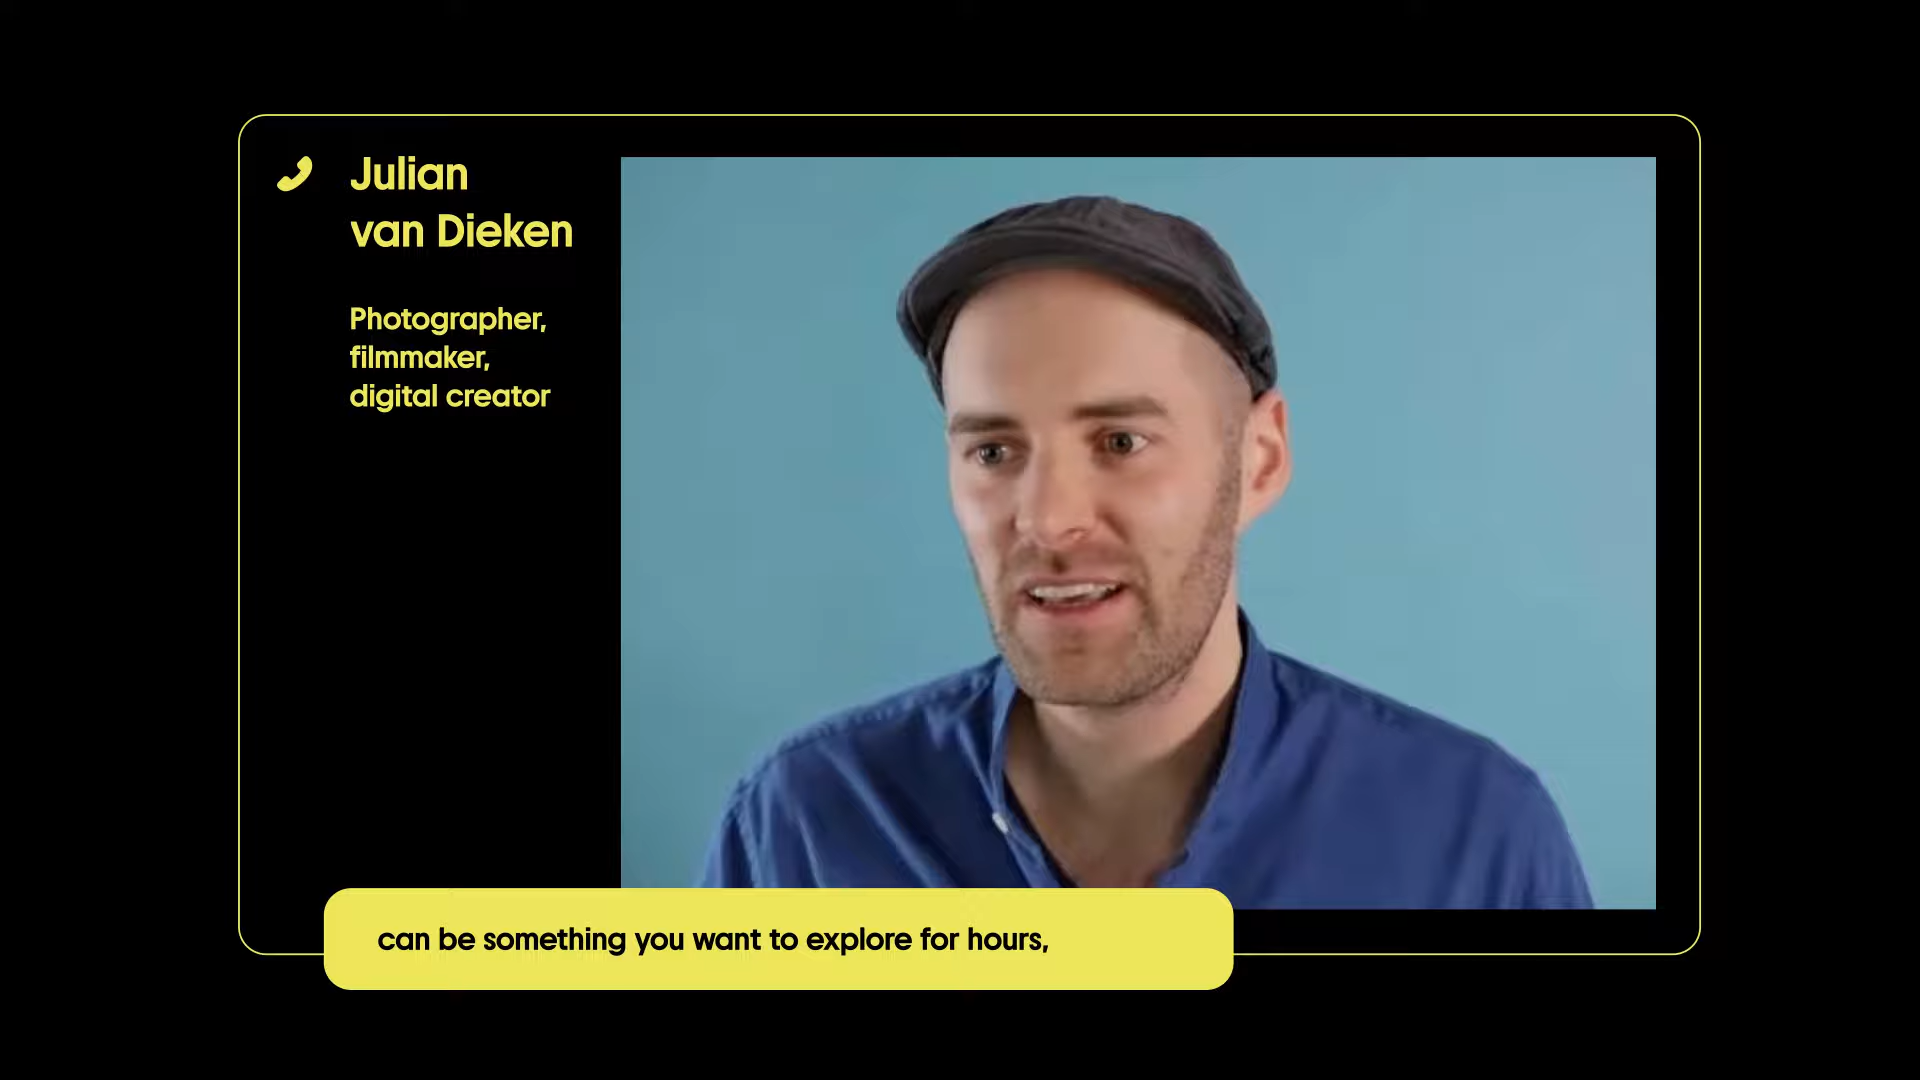 Julian
van Dieken
Photographer,
filmmaker,
digital creator
can be something you want to explore for hours,